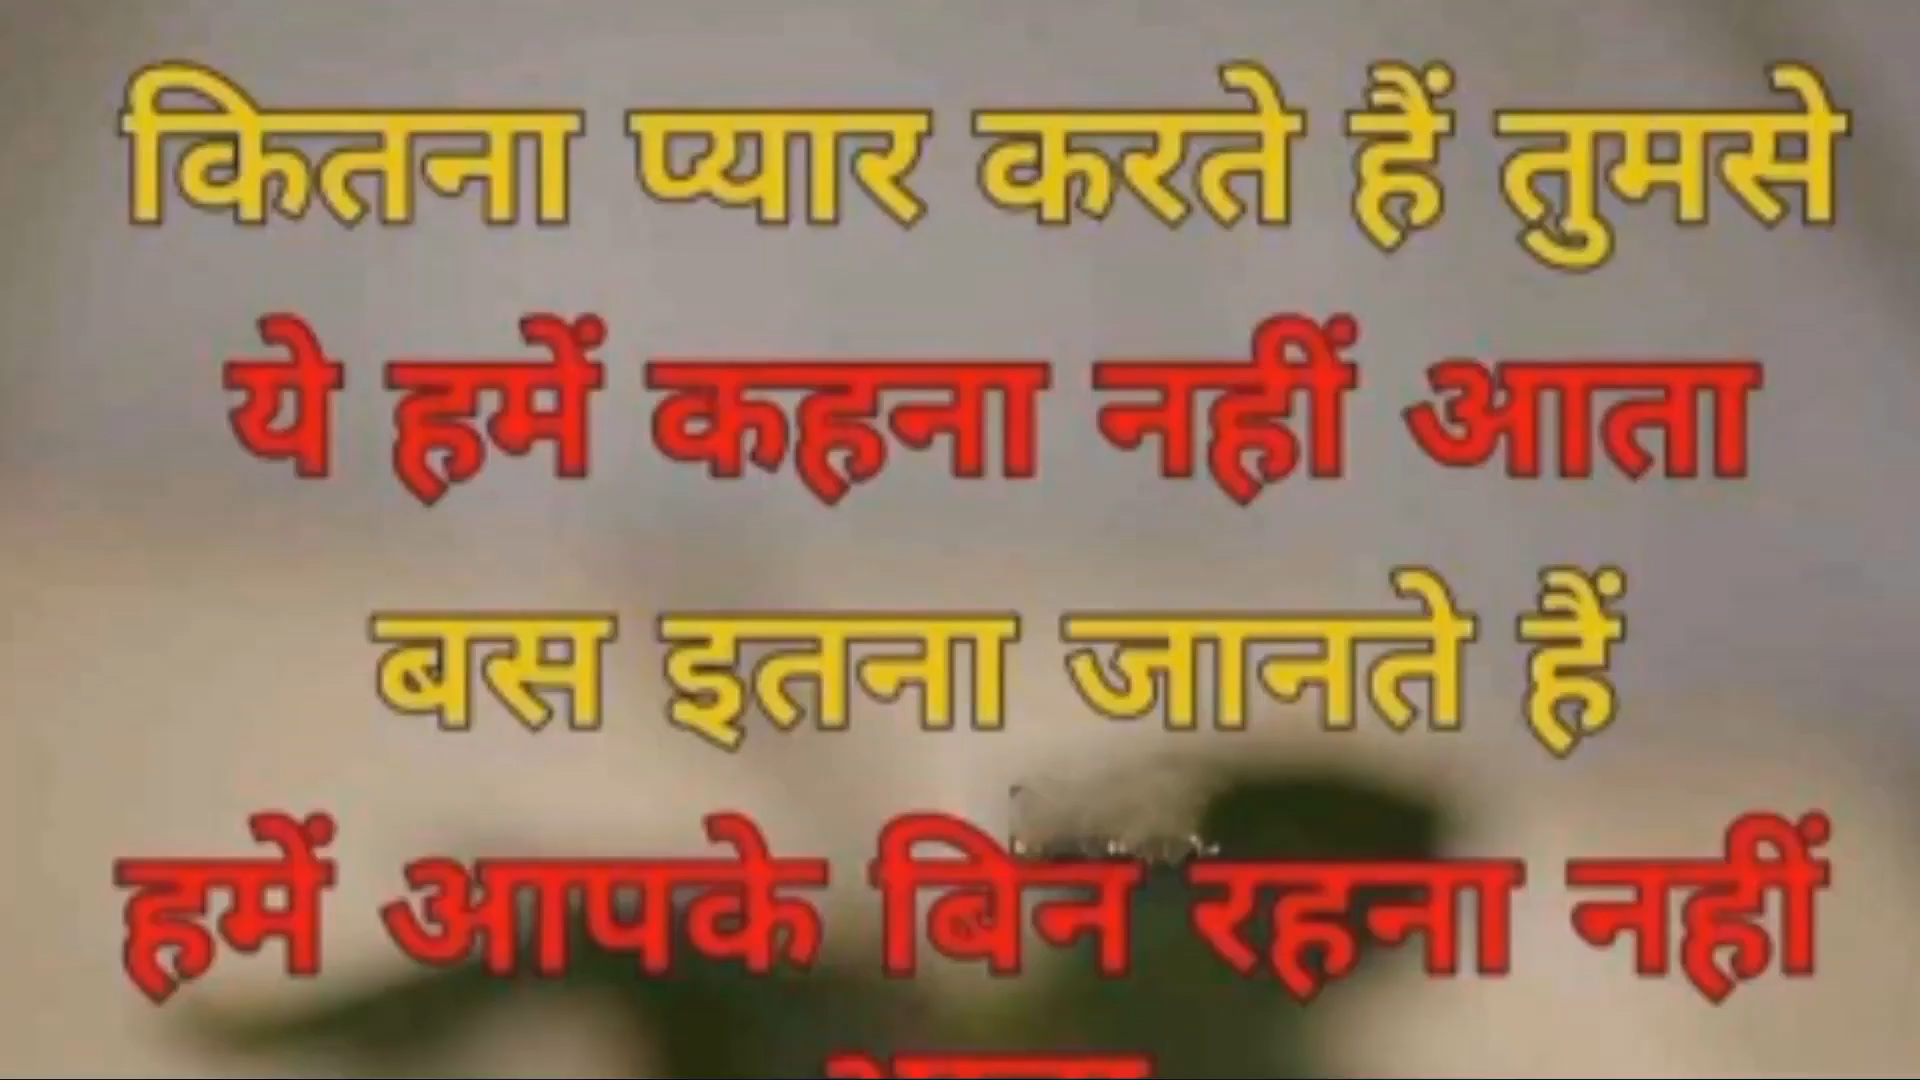 कितना प्यार करते हैं तुमसे
ये हमें कहना नहीं आता
बस इतना जानते हैं
हमें आपके बिन रहना नहीं